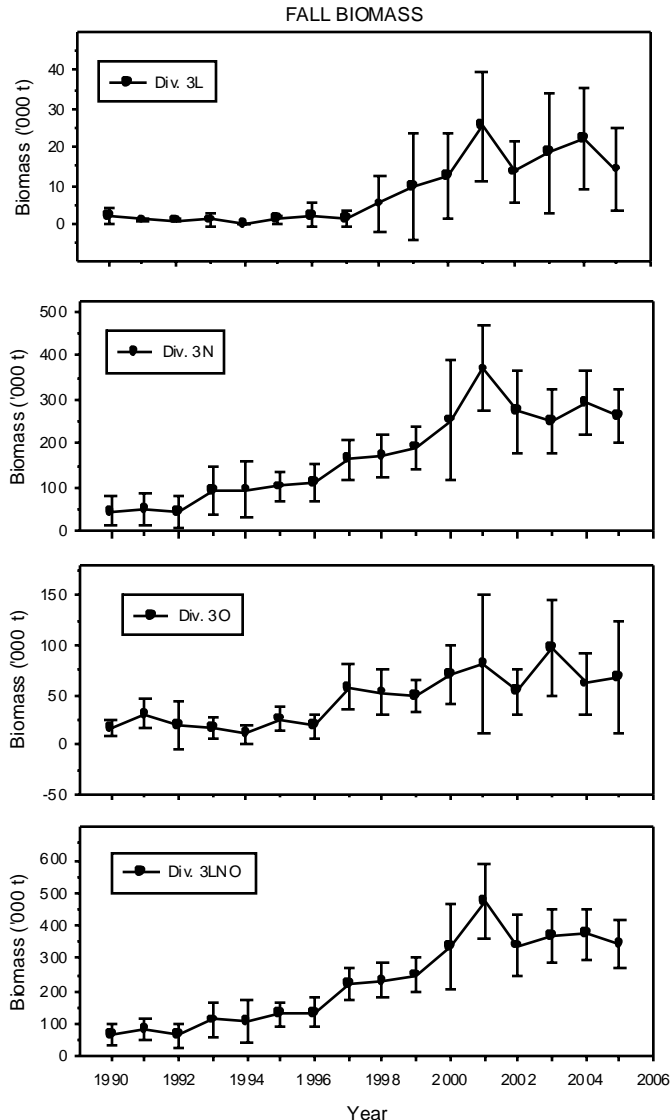 FALL BIOMASS
Biomass ('000 t)
40
30
20
10
0
Div. 3L
Biomass ('000 t)
500
400
300
200
100
0
Div. 3N
Biomass ('000 t)
150
100
50
0
-50
Div. 3O
Biomass ('000 t)
600
500
400
300
200
100
0
Div. 3LNO
1990 1992 1994 1996 1998 2000 2002 2004 2006
Year